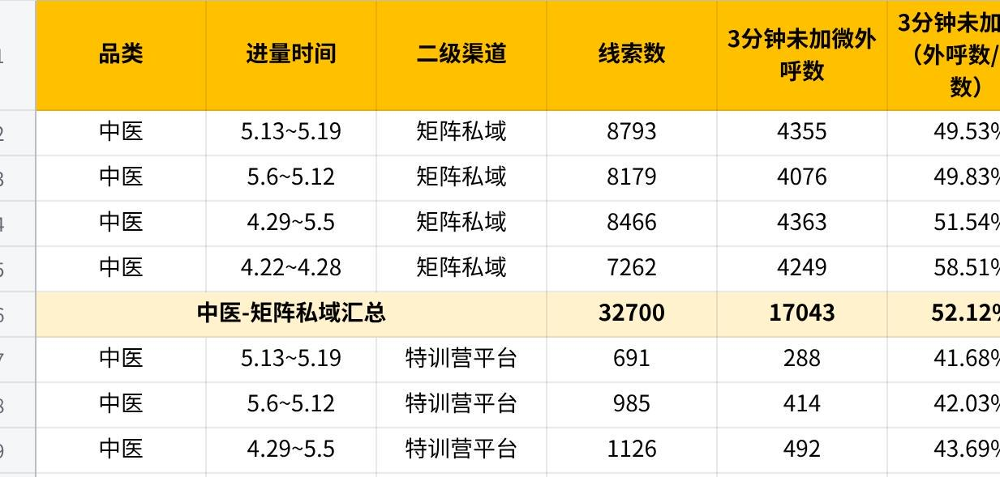 品类 进量时间 二级渠道 线索数 3分钟未加微外呼数 3分钟未加（外呼数/数）
中医 5.13~5.19 矩阵私域 8793 4355 49.53%
中医 5.6~5.12 矩阵私域 8179 4076 49.83%
中医 4.29~5.5 矩阵私域 8466 4363 51.54%
中医 4.22~4.28 矩阵私域 7262 4249 58.51%
中医-矩阵私域汇总 32700 17043 52.12%
中医 5.13~5.19 特训营平台 691 288 41.68%
中医 5.6~5.12 特训营平台 985 414 42.03%
中医 4.29~5.5 特训营平台 1126 492 43.69%